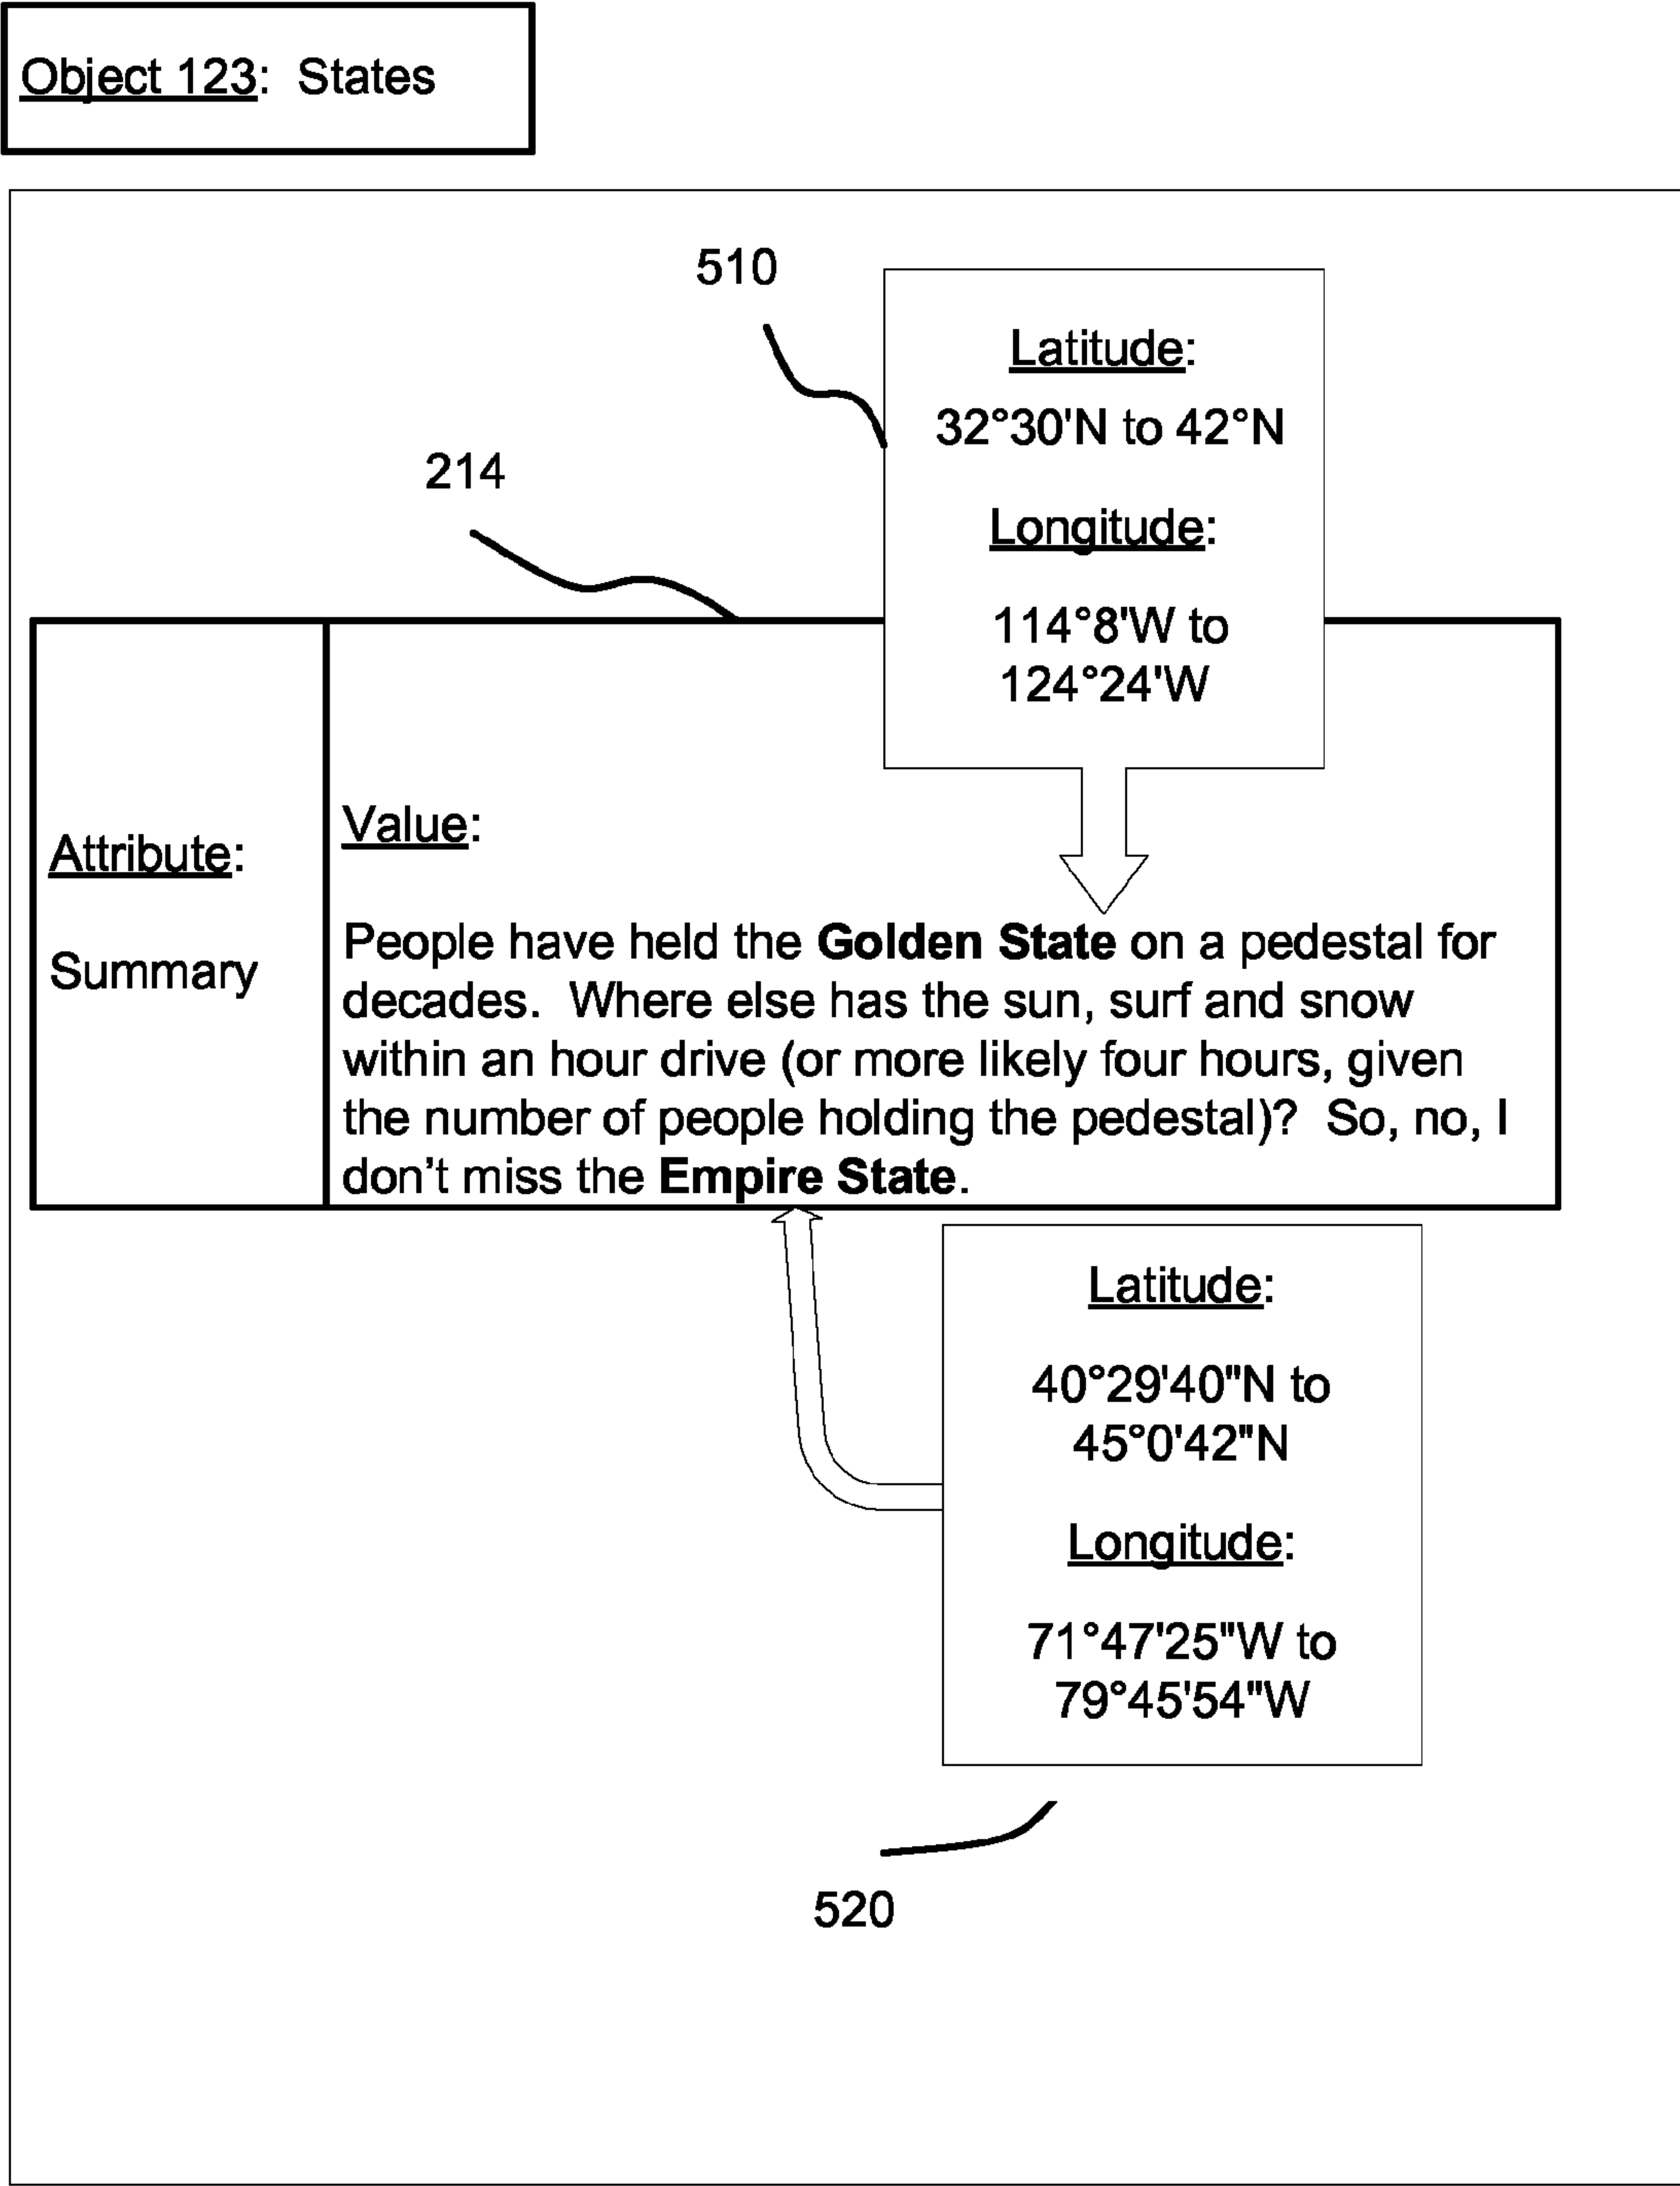 Object 123: States
510
Latitude:
32°30'N to 42°N
Longitude:
114°8'W to
124°24'W
214
Attribute:
Summary
Value:
People have held the Golden State on a pedestal for
decades. Where else has the sun, surf and snow
within an hour drive (or more likely four hours, given
the number of people holding the pedestal)? So, no, I
don't miss the Empire State.
Latitude:
40°29'40"N to
45°0'42"N
Longitude:
71°47'25"W to
79°45'54"W
520